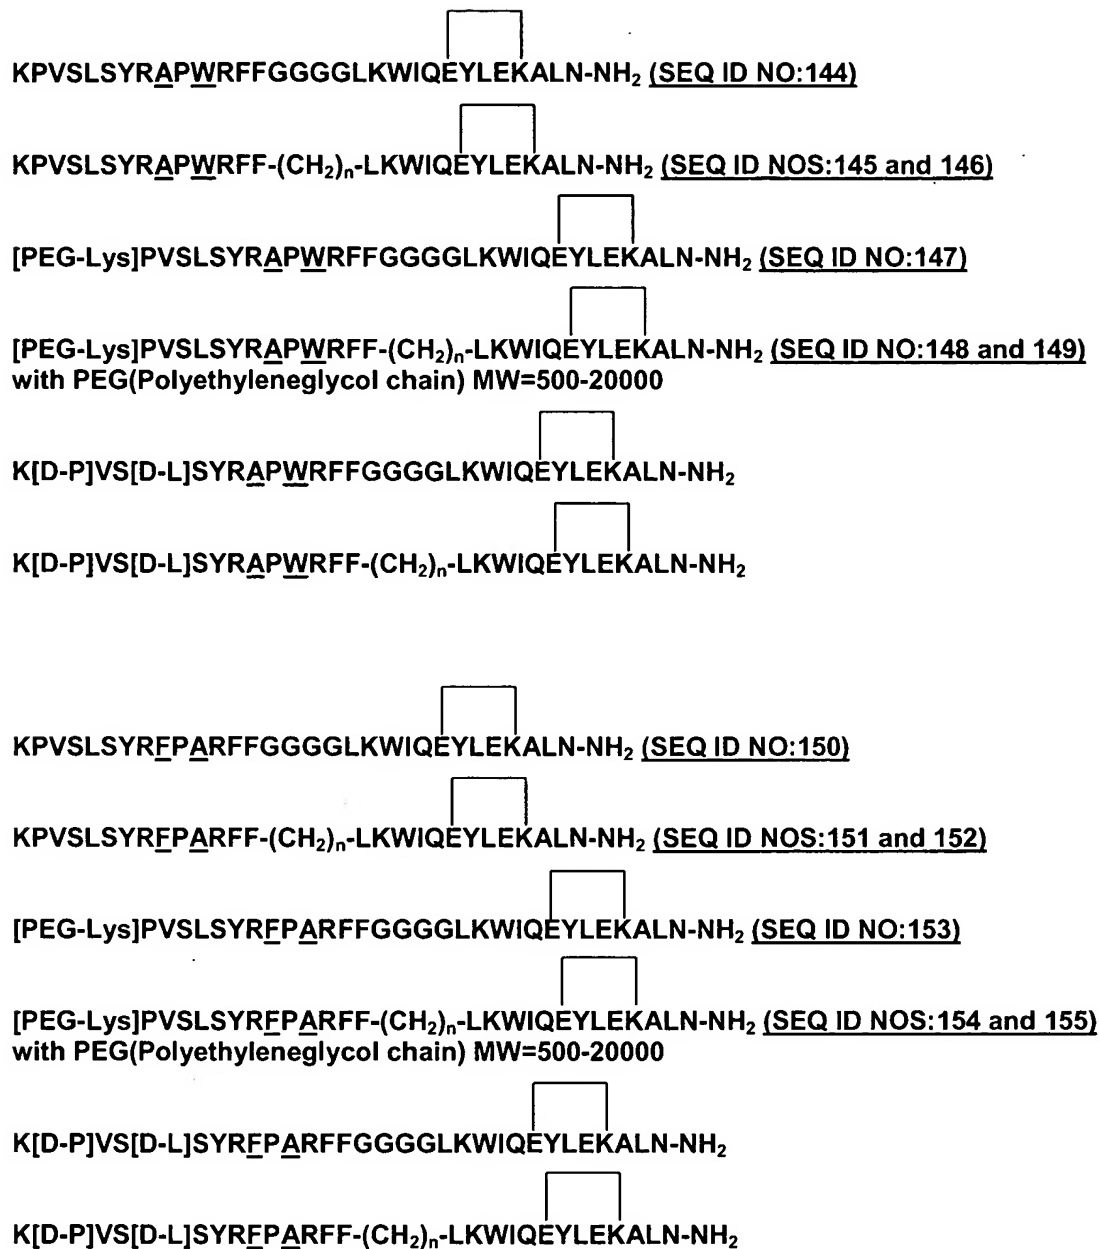 KPVSLSYRAPWRFFGGGGLKWIQEYLEKALN-NH₂ (SEQ ID NO:144)
KPVSLSYRAPWRFF-(CH₂)ₙ-LKWIQEYLEKALN-NH₂ (SEQ ID NOS:145 and 146)
[PEG-Lys]PVSLSYRAPWRFFGGGGLKWIQEYLEKALN-NH₂ (SEQ ID NO:147)
[PEG-Lys]PVSLSYRAPWRFF-(CH₂)ₙ-LKWIQEYLEKALN-NH₂ (SEQ ID NO:148 and 149)
with PEG(Polyethyleneglycol chain) MW=500-20000
K[D-P]VS[D-L]SYRAPWRFFGGGGLKWIQEYLEKALN-NH₂
K[D-P]VS[D-L]SYRAPWRFF-(CH₂)ₙ-LKWIQEYLEKALN-NH₂
KPVSLSYRFPARFFGGGGLKWIQEYLEKALN-NH₂ (SEQ ID NO:150)
KPVSLSYRFPARFF-(CH₂)ₙ-LKWIQEYLEKALN-NH₂ (SEQ ID NOS:151 and 152)
[PEG-Lys]PVSLSYRFPARFFGGGGLKWIQEYLEKALN-NH₂ (SEQ ID NO:153)
[PEG-Lys]PVSLSYRFPARFF-(CH₂)ₙ-LKWIQEYLEKALN-NH₂ (SEQ ID NOS:154 and 155)
with PEG(Polyethyleneglycol chain) MW=500-20000
K[D-P]VS[D-L]SYRFPARFFGGGGLKWIQEYLEKALN-NH₂
K[D-P]VS[D-L]SYRFPARFF-(CH₂)ₙ-LKWIQEYLEKALN-NH₂